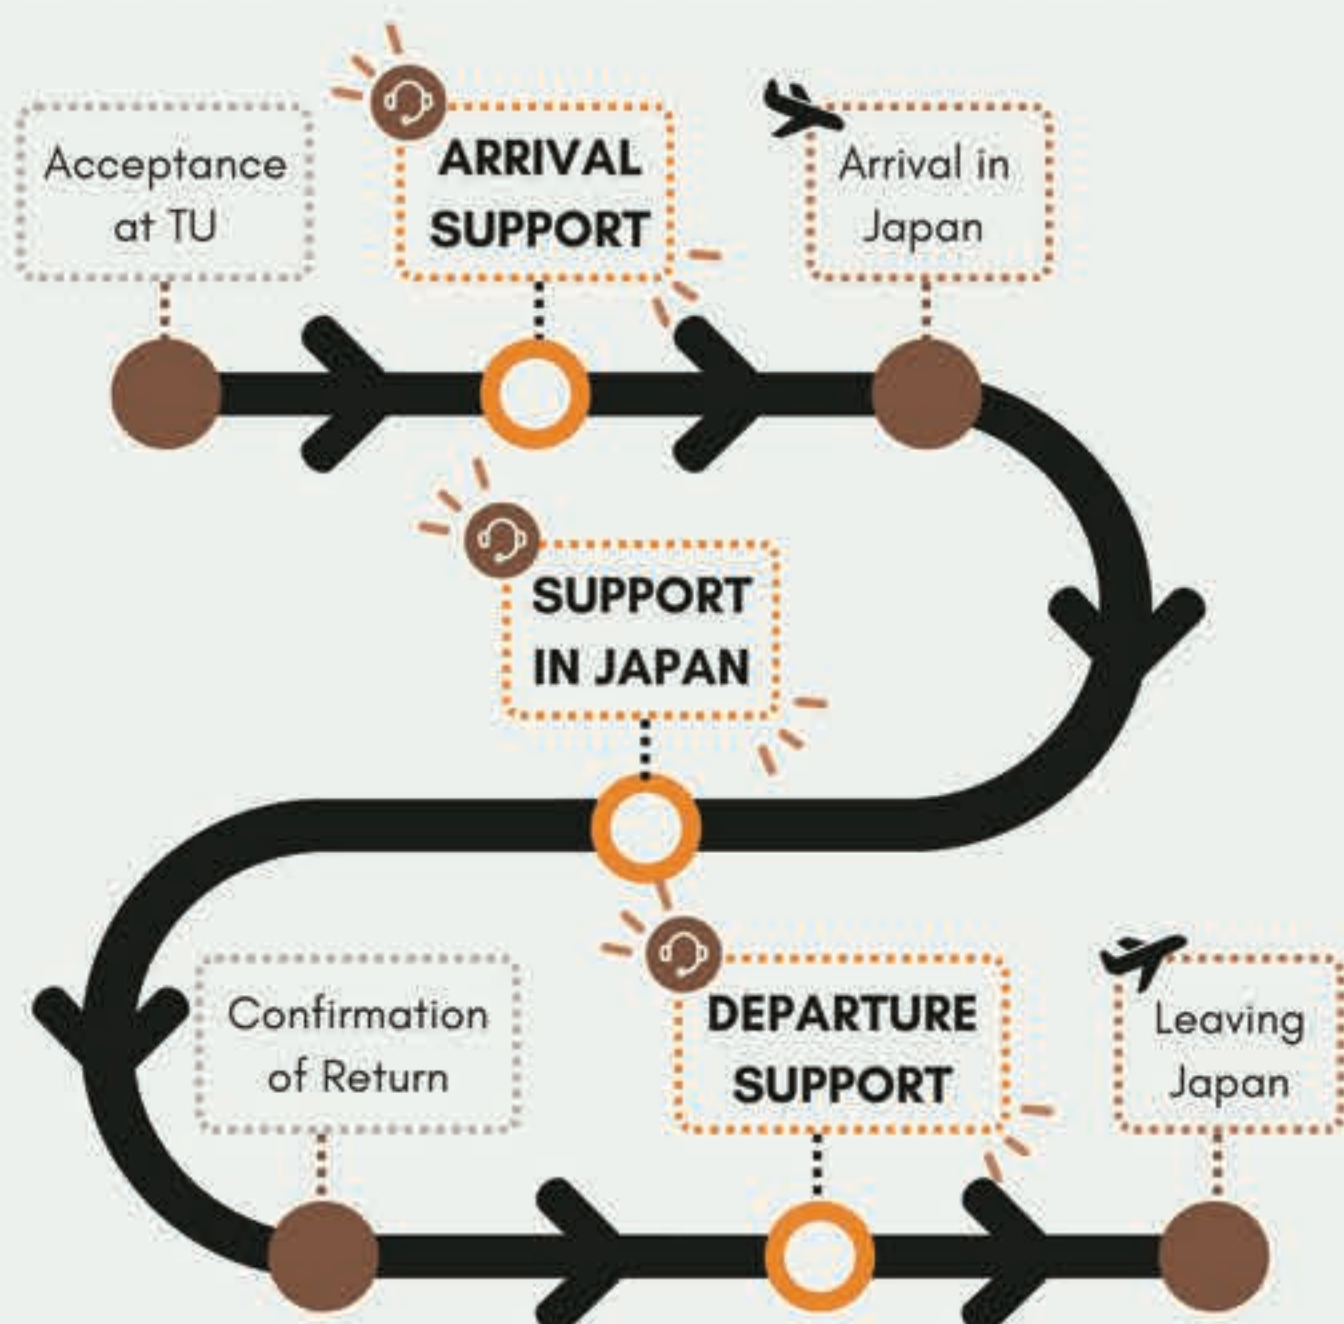 Acceptance
at TU
ARRIVAL
SUPPORT
Arrival in
Japan
SUPPORT
IN JAPAN
Confirmation
of Return
DEPARTURE
SUPPORT
Leaving
Japan